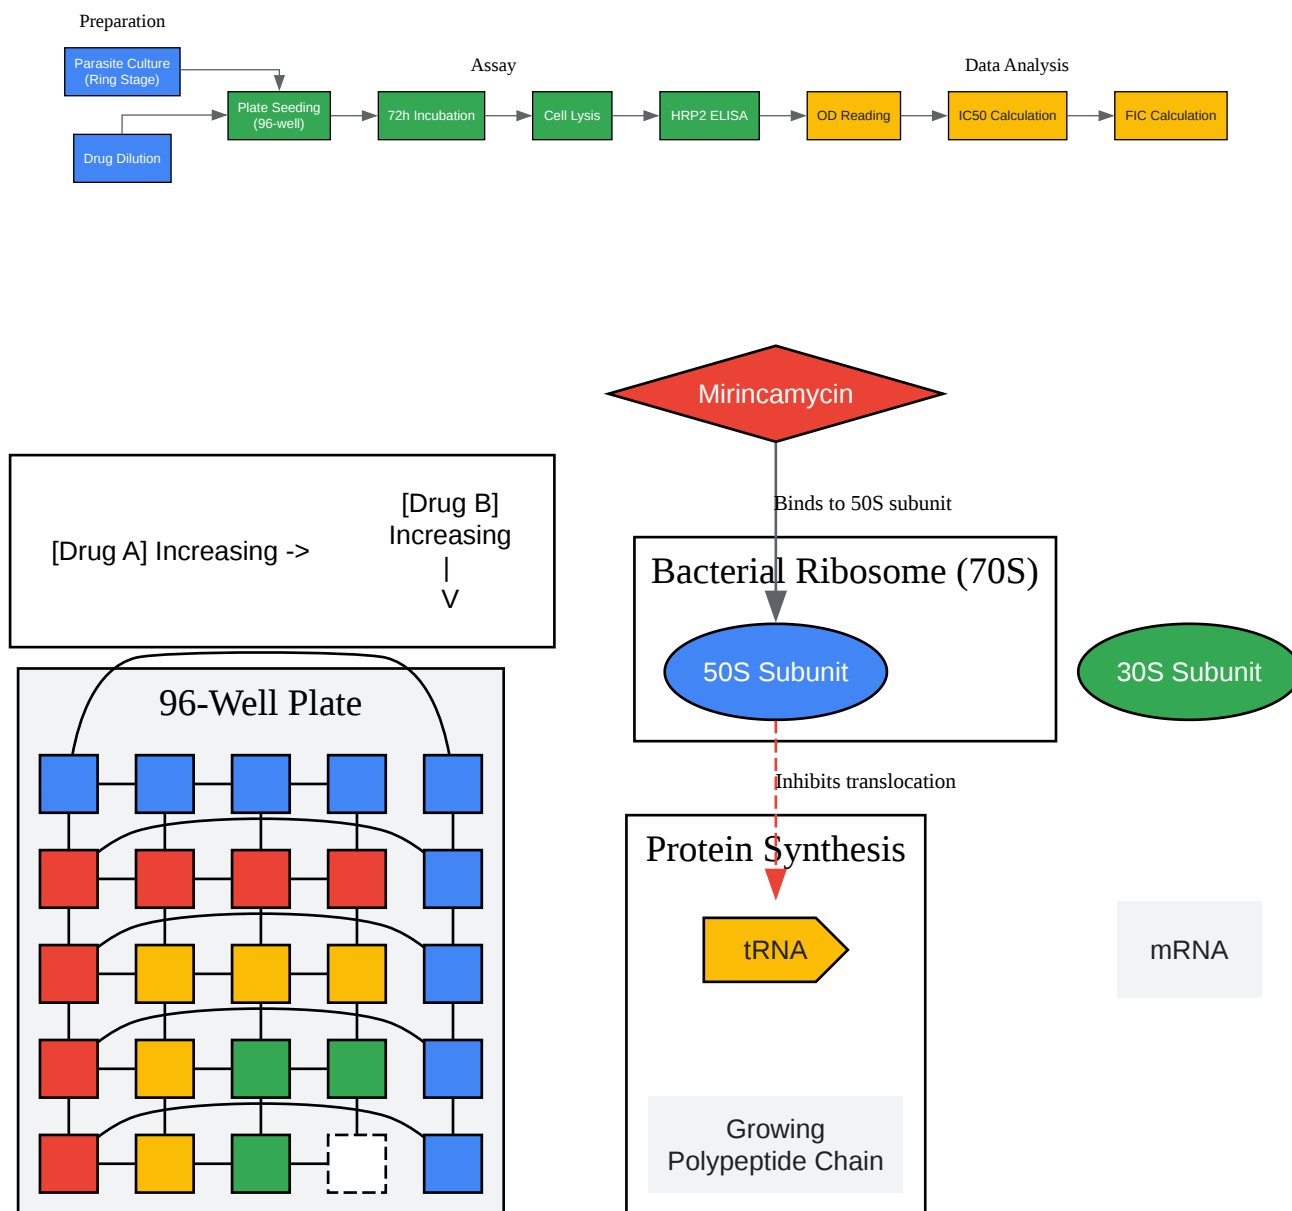 Preparation
Assay
Data Analysis
Parasite Culture
(Ring Stage)
Drug Dilution
Plate Seeding
(96-well)
72h Incubation
Cell Lysis
HRP2 ELISA
OD Reading
IC50 Calculation
FIC Calculation
Mirincamycin
Binds to 50S subunit
[Drug A] Increasing ->
[Drug B]
Increasing
|
V
Bacterial Ribosome (70S)
50S Subunit
30S Subunit
96-Well Plate
Inhibits translocation
Protein Synthesis
tRNA
mRNA
Growing
Polypeptide Chain